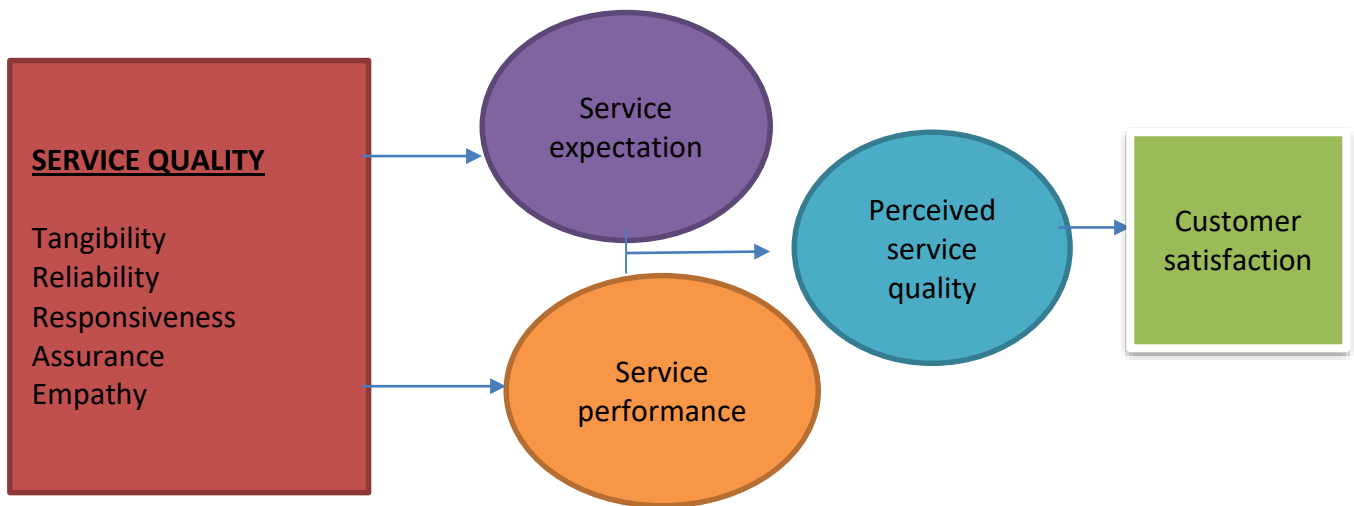 SERVICE QUALITY
Tangibility
Reliability
Responsiveness
Assurance
Empathy
Service
expectation
Service
performance
Perceived
service
quality
Customer
satisfaction